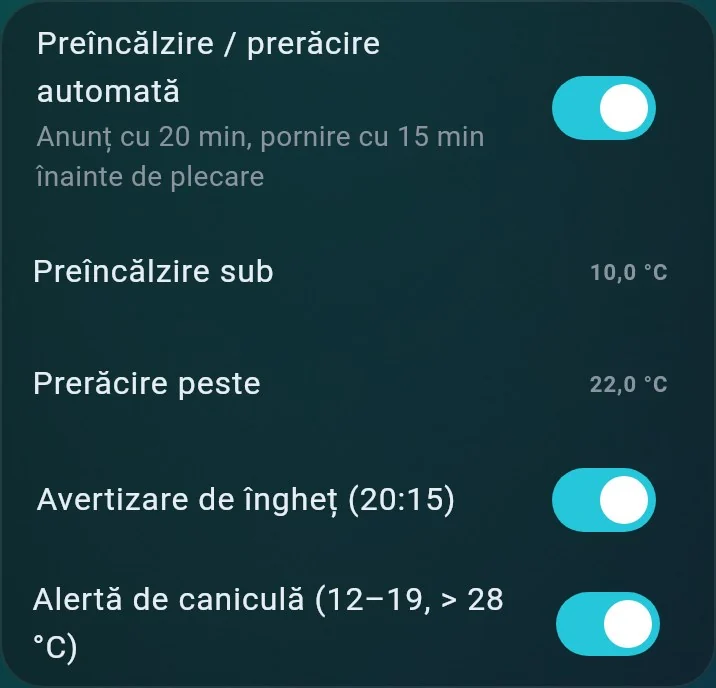 Preîncălzire / prerăcire
automată
Anunț cu 20 min, pornire cu 15 min
înainte de plecare
Preîncălzire sub
10,0 °C
Prerăcire peste
22,0 °C
Avertizare de îngheț (20:15)
Alertă de caniculă (12–19, > 28
°C)